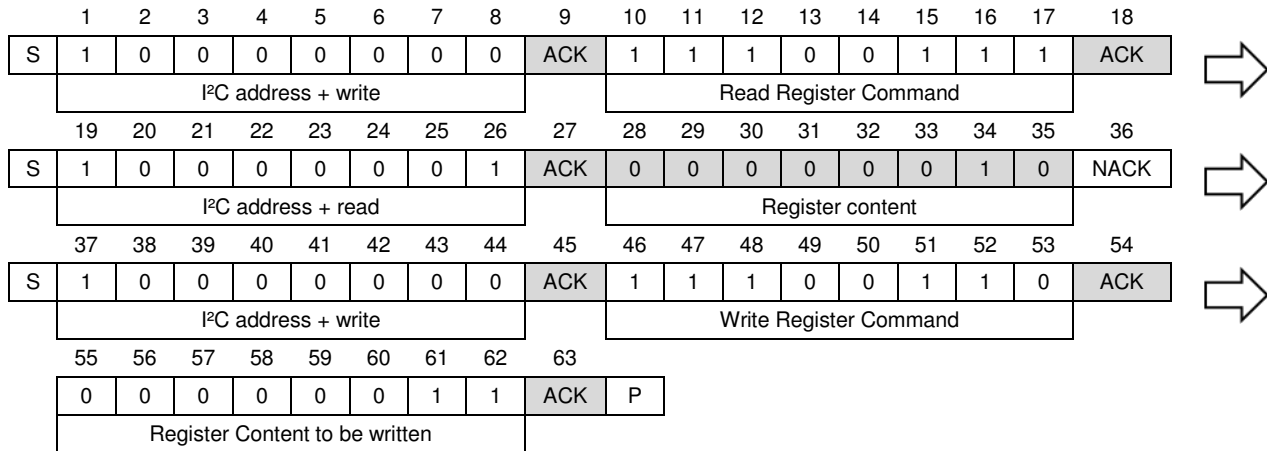 1 2 3 4 5 6 7 8 9 10 11 12 13 14 15 16 17 18
S 1 0 0 0 0 0 0 0 ACK 1 1 1 0 0 1 1 1 ACK
I²C address + write Read Register Command
19 20 21 22 23 24 25 26 27 28 29 30 31 32 33 34 35 36
S 1 0 0 0 0 0 0 1 ACK 0 0 0 0 0 0 1 0 NACK
I²C address + read Register content
37 38 39 40 41 42 43 44 45 46 47 48 49 50 51 52 53 54
S 1 0 0 0 0 0 0 0 ACK 1 1 1 0 0 1 1 0 ACK
I²C address + write Write Register Command
55 56 57 58 59 60 61 62 63
0 0 0 0 0 0 1 1 ACK P
Register Content to be written